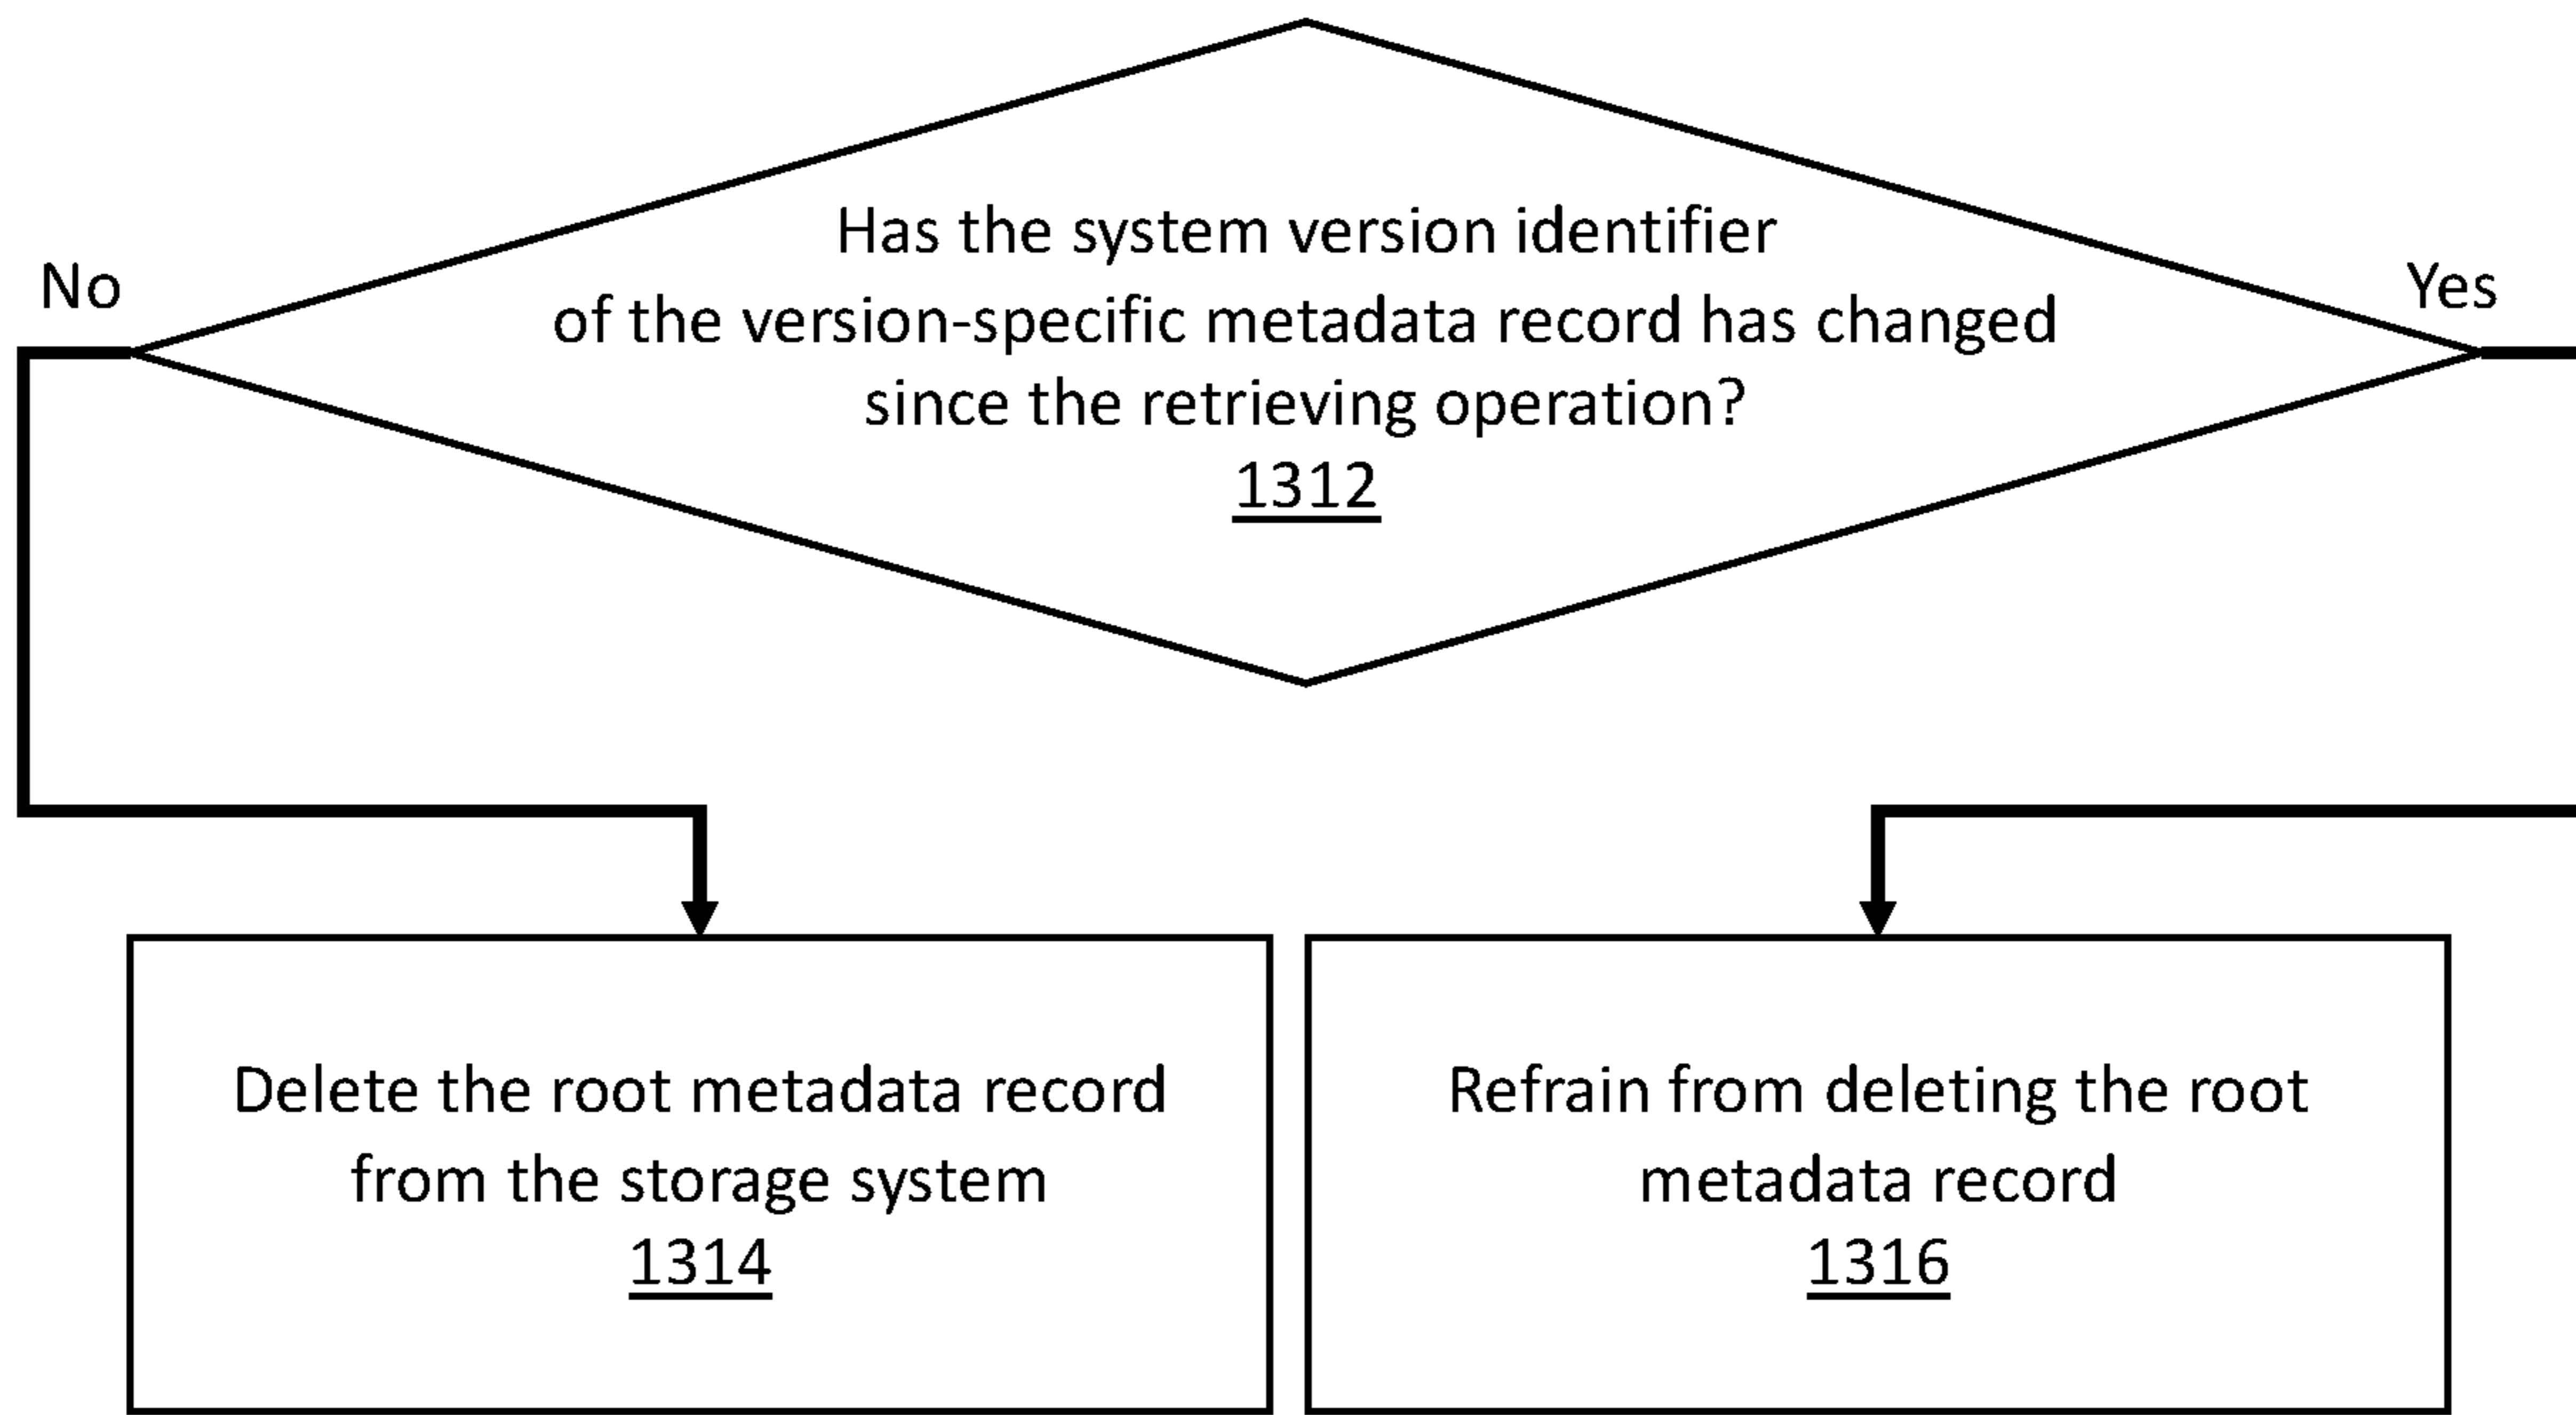 Has the system version identifier
of the version-specific metadata record has changed
since the retrieving operation?
1312
No
Yes
Delete the root metadata record
from the storage system
1314
Refrain from deleting the root
metadata record
1316